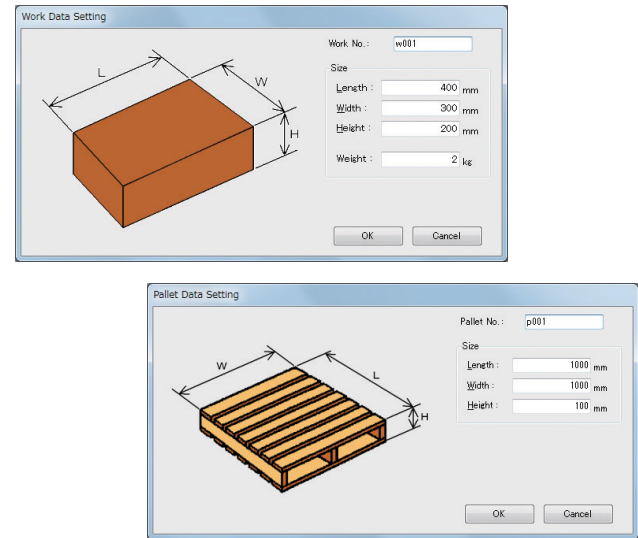 Work Data Setting
Work No.: w001
Size
L
W
Length: 400 mm
Width: 300 mm
Height: 200 mm
H
Weight: 2 kg
OK Cancel
Pallet Data Setting
Pallet No.: p001
Size
W
L
Length: 1000 mm
Width: 1000 mm
Height: 100 mm
H
OK Cancel